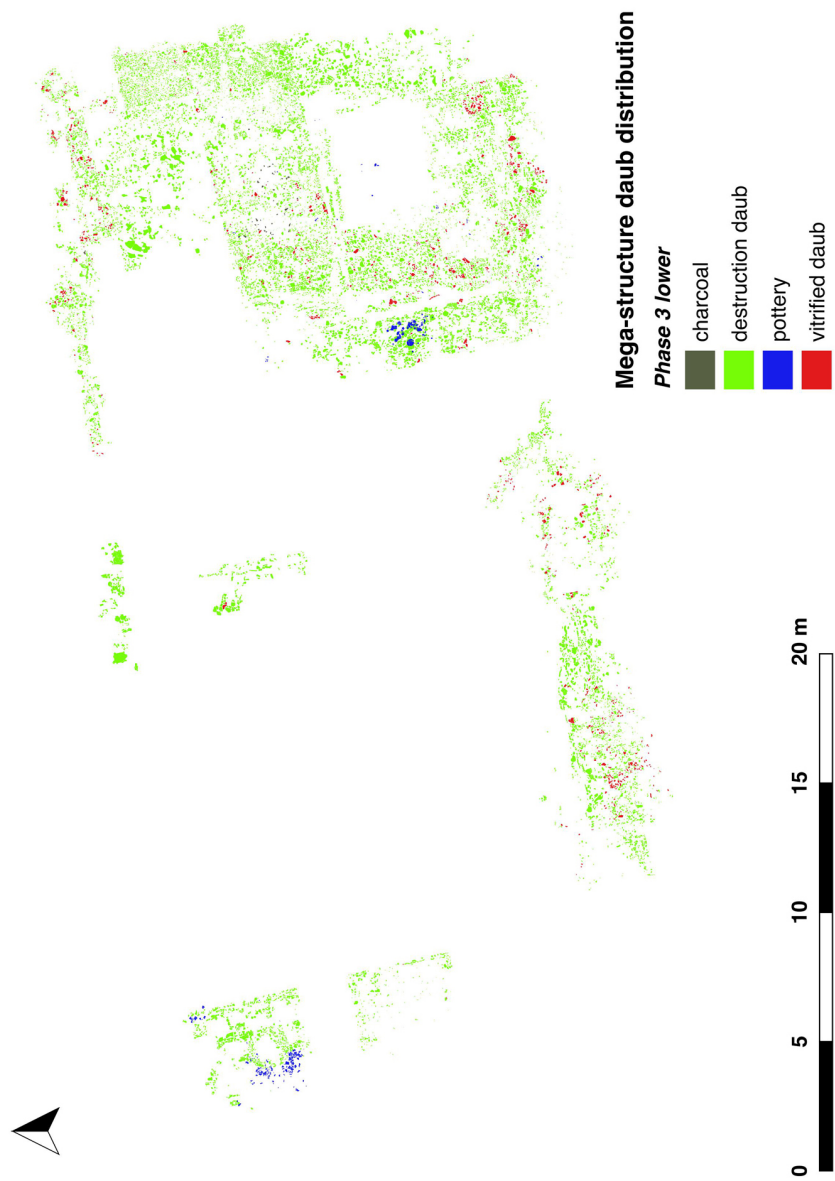 Mega-structure daub distribution
Phase 3 lower
charcoal
destruction daub
pottery
vitrified daub
0 5 10 15 20 m